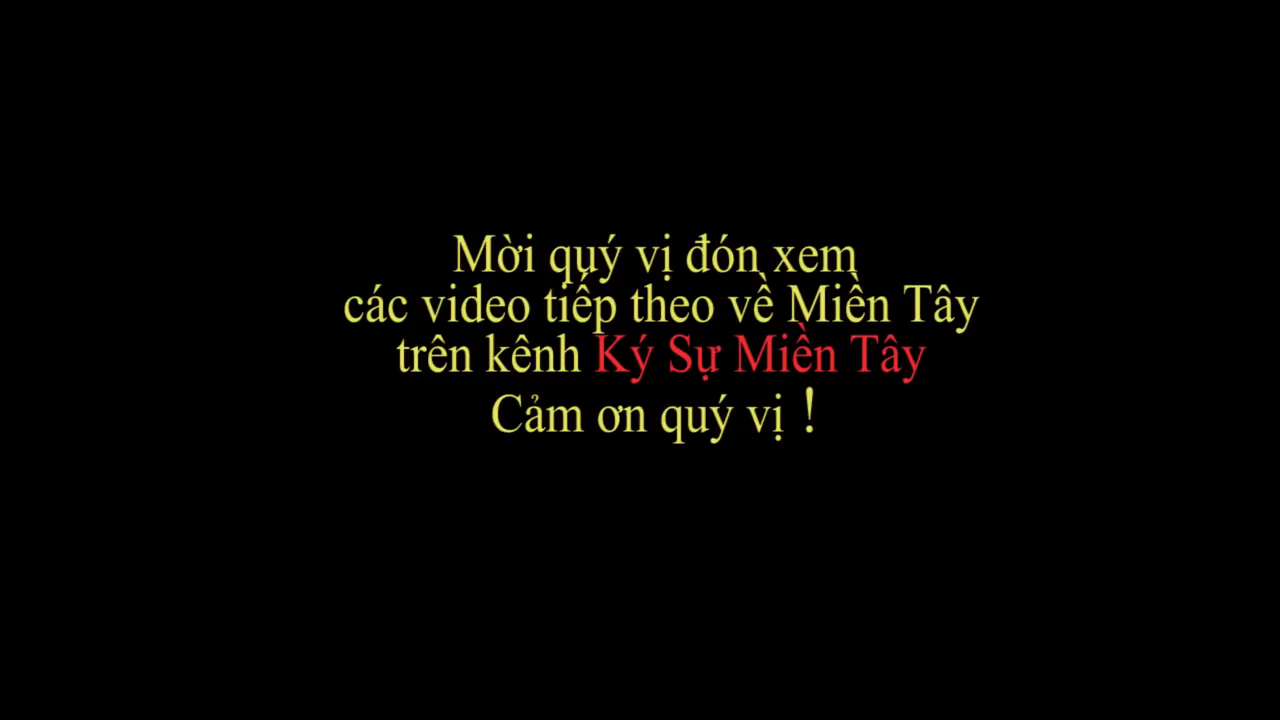 Mời quý vị đón xem
các video tiếp theo về Miền Tây
trên kênh Ký Sự Miền Tây
Cảm ơn quý vị !